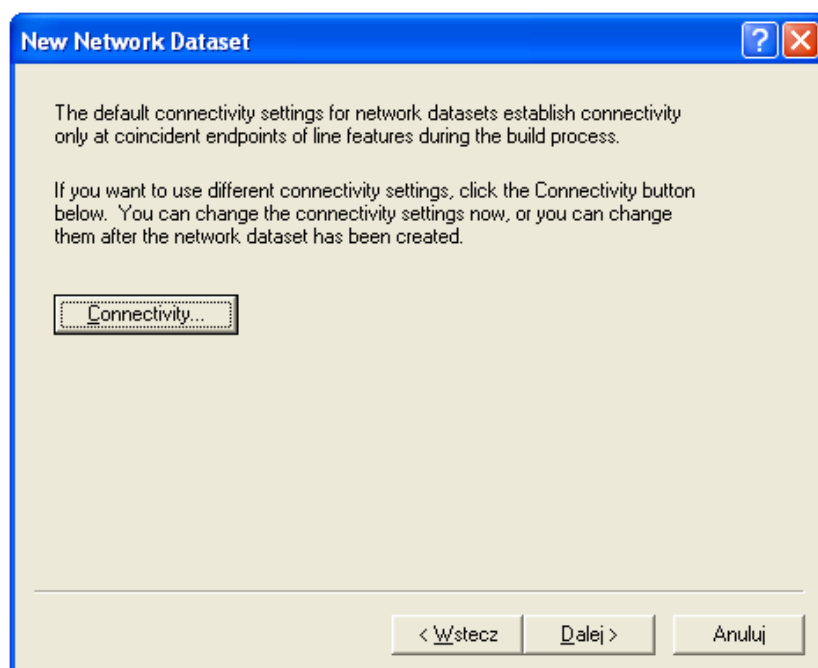 New Network Dataset
The default connectivity settings for network datasets establish connectivity
only at coincident endpoints of line features during the build process.
If you want to use different connectivity settings, click the Connectivity button
below. You can change the connectivity settings now, or you can change
them after the network dataset has been created.
Connectivity...
< Wstecz
Dalej >
Anuluj